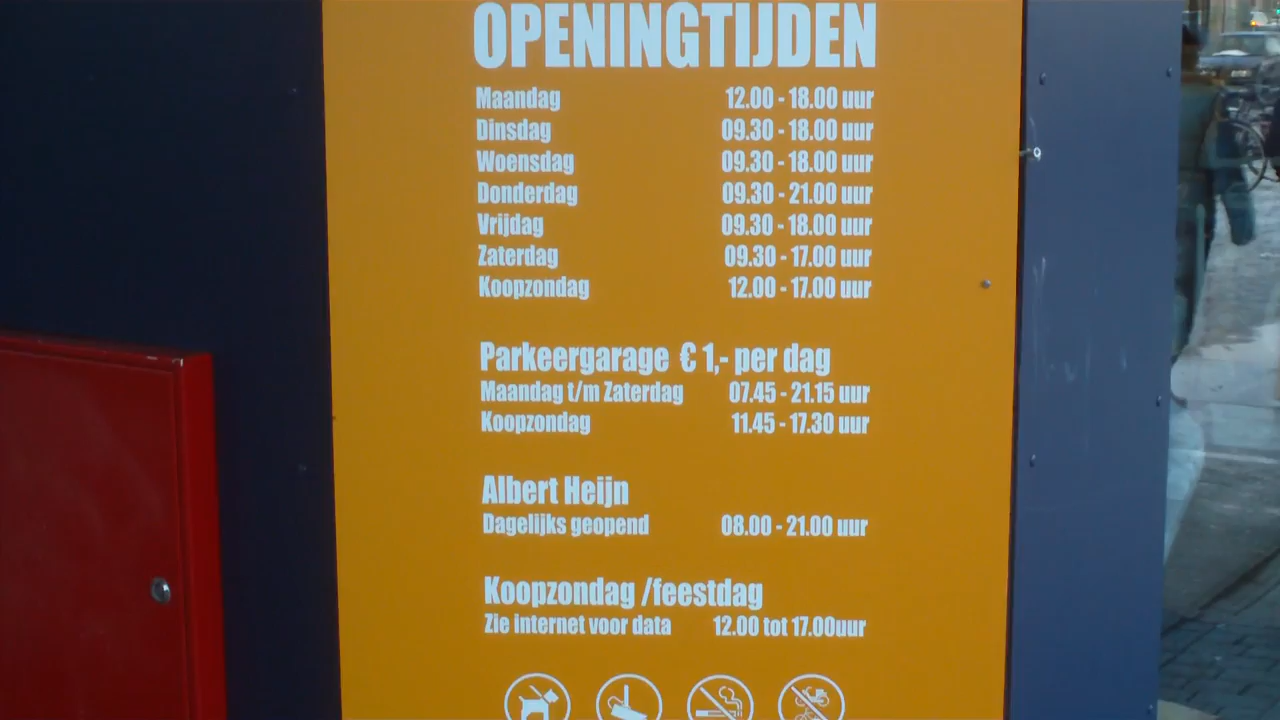 OPENINGTIJDEN
Maandag 12.00 - 18.00 uur
Dinsdag 09.30 - 18.00 uur
Woensdag 09.30 - 18.00 uur
Donderdag 09.30 - 21.00 uur
Vrijdag 09.30 - 18.00 uur
Zaterdag 09.30 - 17.00 uur
Koopzondag 12.00 - 17.00 uur
Parkeergarage € 1,- per dag
Maandag t/m Zaterdag 07.45 - 21.15 uur
Koopzondag 11.45 - 17.30 uur
Albert Heijn
Dagelijks geopend 08.00 - 21.00 uur
Koopzondag /feestdag
Zie internet voor data 12.00 tot 17.00uur